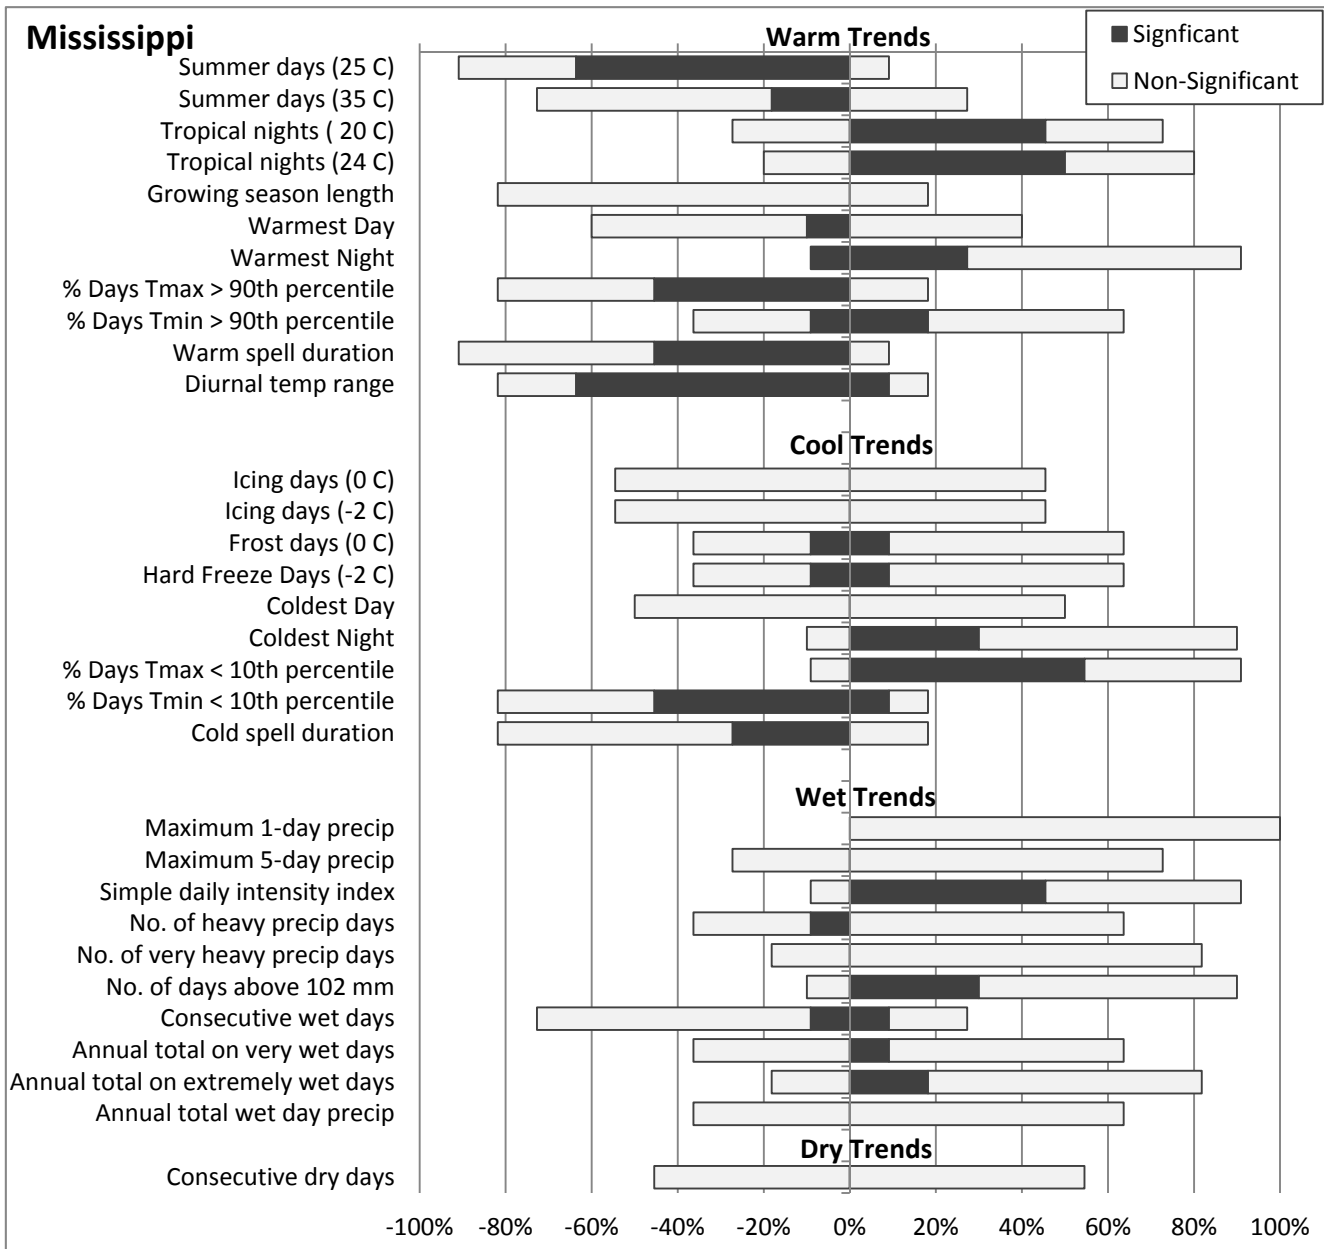 Mississippi
Signficant
Non-Significant
Warm Trends
Summer days (25 C)
Summer days (35 C)
Tropical nights ( 20 C)
Tropical nights (24 C)
Growing season length
Warmest Day
Warmest Night
% Days Tmax > 90th percentile
% Days Tmin > 90th percentile
Warm spell duration
Diurnal temp range
Cool Trends
Icing days (0 C)
Icing days (-2 C)
Frost days (0 C)
Hard Freeze Days (-2 C)
Coldest Day
Coldest Night
% Days Tmax < 10th percentile
% Days Tmin < 10th percentile
Cold spell duration
Wet Trends
Maximum 1-day precip
Maximum 5-day precip
Simple daily intensity index
No. of heavy precip days
No. of very heavy precip days
No. of days above 102 mm
Consecutive wet days
Annual total on very wet days
Annual total on extremely wet days
Annual total wet day precip
Dry Trends
Consecutive dry days
-100% -80% -60% -40% -20% 0% 20% 40% 60% 80% 100%